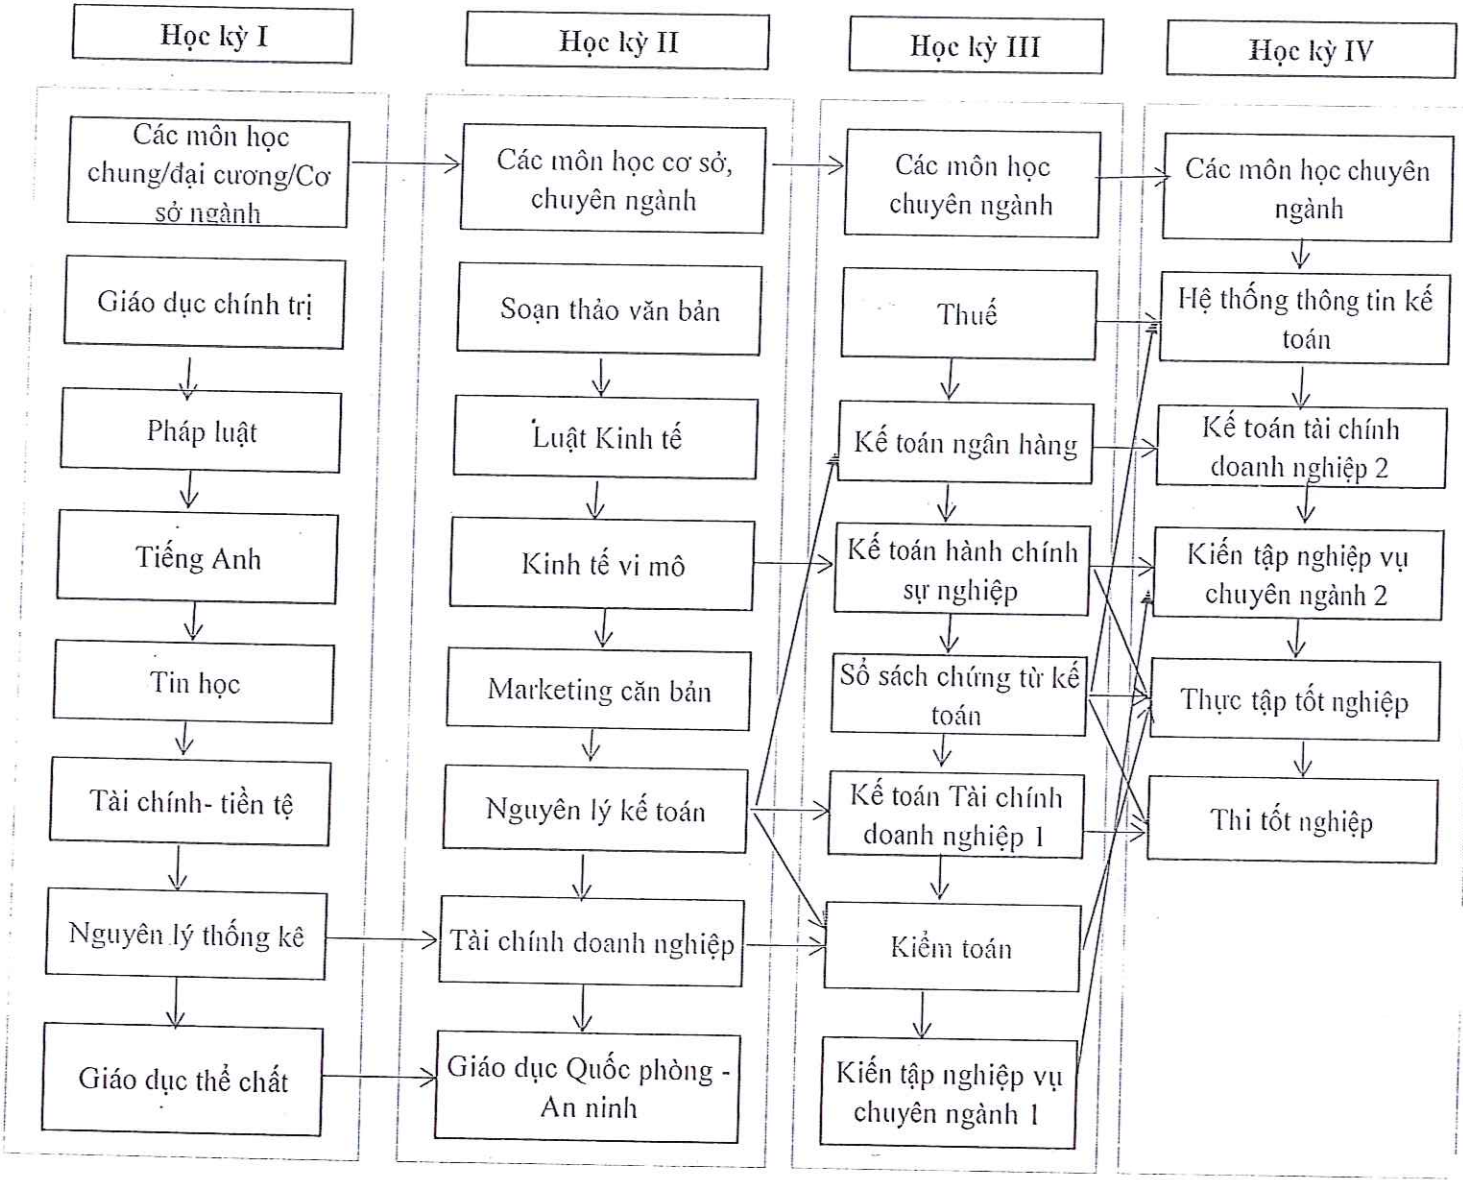 Học kỳ I
Học kỳ II
Học kỳ III
Học kỳ IV
Các môn học
chung/đại cương/Cơ
sở ngành
Giáo dục chính trị
Pháp luật
Tiếng Anh
Tin học
Tài chính- tiền tệ
Nguyên lý thống kê
Giáo dục thể chất
Các môn học cơ sở,
chuyên ngành
Soạn thảo văn bản
Luật Kinh tế
Kinh tế vi mô
Marketing căn bản
Nguyên lý kế toán
Tài chính doanh nghiệp
Giáo dục Quốc phòng -
An ninh
Các môn học
chuyên ngành
Thuế
Kế toán ngân hàng
Kế toán hành chính
sự nghiệp
Sổ sách chứng từ kế
toán
Kế toán Tài chính
doanh nghiệp 1
Kiểm toán
Kiến tập nghiệp vụ
chuyên ngành 1
Các môn học chuyên
ngành
Hệ thống thông tin kế
toán
Kế toán tài chính
doanh nghiệp 2
Kiến tập nghiệp vụ
chuyên ngành 2
Thực tập tốt nghiệp
Thi tốt nghiệp